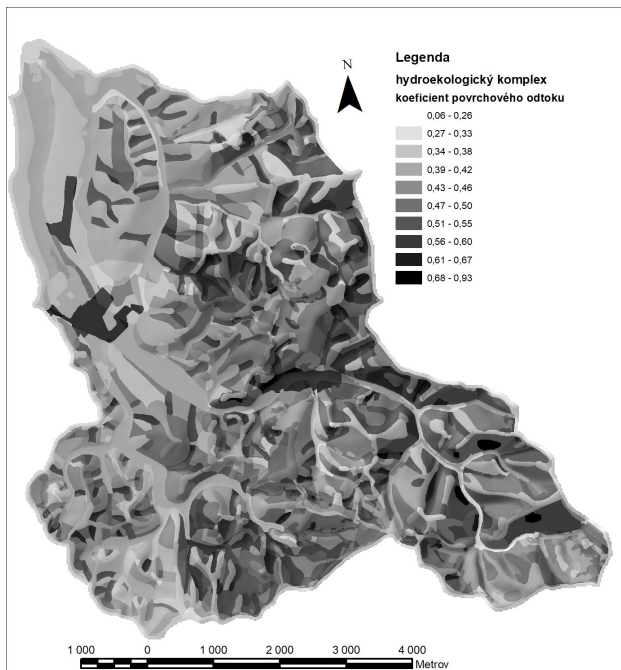 N
Legenda
hydroekologický komplex
koeficient povrchového odtoku
0,06 - 0,26
0,27 - 0,33
0,34 - 0,38
0,39 - 0,42
0,43 - 0,46
0,47 - 0,50
0,51 - 0,55
0,56 - 0,60
0,61 - 0,67
0,68 - 0,93
1 000 0 1 000 2 000 3 000 4 000
Metrov